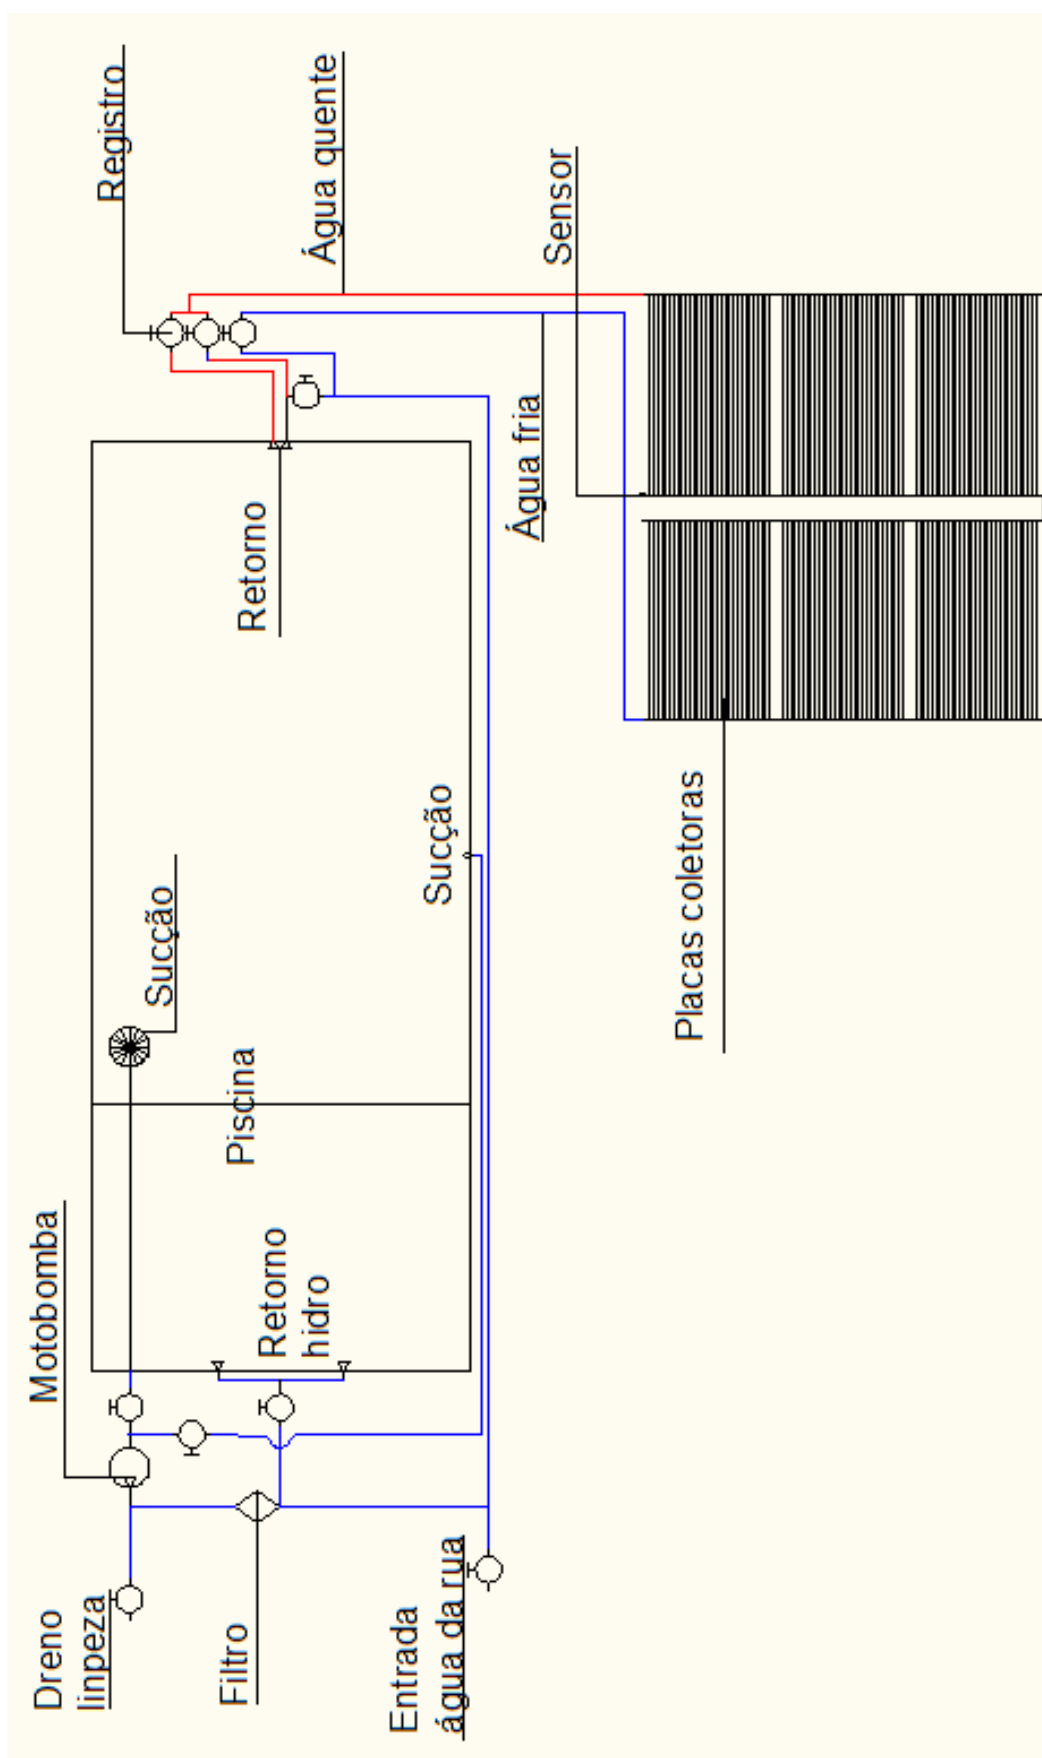 Dreno
linpeza
Motobomba
Registro
Sucção
Filtro
Piscina
Retorno
Retorno
hidro
Água quente
Entrada
água da rua
Sucção
Água fria
Sensor
Placas coletoras